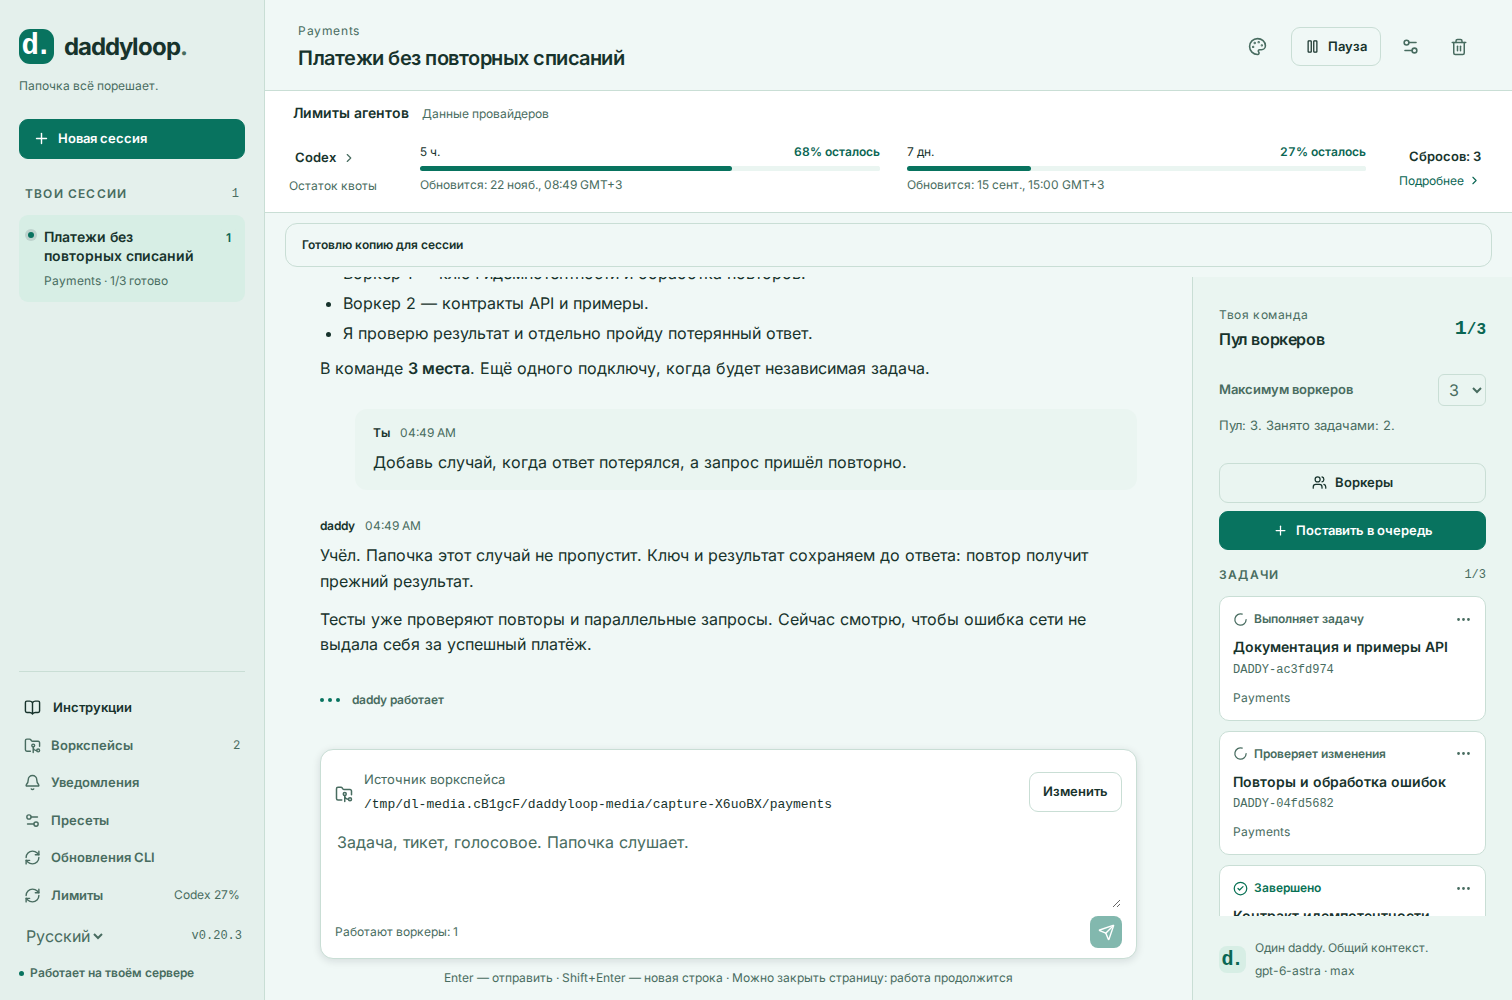 d. daddyloop.
Папочка всё порешает.
Новая сессия
ТВОИ СЕССИИ 1
Платежи без 1
повторных списаний
Payments · 1/3 готово
Инструкции
Воркспейсы 2
Уведомления
Пресеты
Обновления CLI
Лимиты Codex 27%
Русский v0.20.3
Работает на твоём сервере
Payments
Платежи без повторных списаний
Пауза
Лимиты агентов Данные провайдеров
Codex
Остаток квоты
5 ч. 68% осталось
Обновится: 22 нояб., 08:49 GMT+3
7 дн. 27% осталось
Обновится: 15 сент., 15:00 GMT+3
Сбросов: 3
Подробнее
Готовлю копию для сессии
Воркер 1 — ключ идемпотентности и обработка повторов.
Воркер 2 — контракты API и примеры.
Я проверю результат и отдельно пройду потерянный ответ.
В команде 3 места. Ещё одного подключу, когда будет независимая задача.
Ты 04:49 AM
Добавь случай, когда ответ потерялся, а запрос пришёл повторно.
daddy 04:49 AM
Учёл. Папочка этот случай не пропустит. Ключ и результат сохраняем до ответа: повтор получит
прежний результат.
Тесты уже проверяют повторы и параллельные запросы. Сейчас смотрю, чтобы ошибка сети не
выдала себя за успешный платёж.
daddy работает
Источник воркспейса
/tmp/dl-media.cB1gcF/daddyloop-media/capture-X6uoBX/payments
Изменить
Задача, тикет, голосовое. Папочка слушает.
Работают воркеры: 1
Enter — отправить · Shift+Enter — новая строка · Можно закрыть страницу: работа продолжится
Твоя команда
Пул воркеров 1/3
Максимум воркеров 3
Пул: 3. Занято задачами: 2.
Воркеры
Поставить в очередь
ЗАДАЧИ 1/3
Выполняет задачу
Документация и примеры API
DADDY-ac3fd974
Payments
Проверяет изменения
Повторы и обработка ошибок
DADDY-04fd5682
Payments
Завершено
Контракт идемпотентности
d. Один daddy. Общий контекст.
gpt-6-astra · max